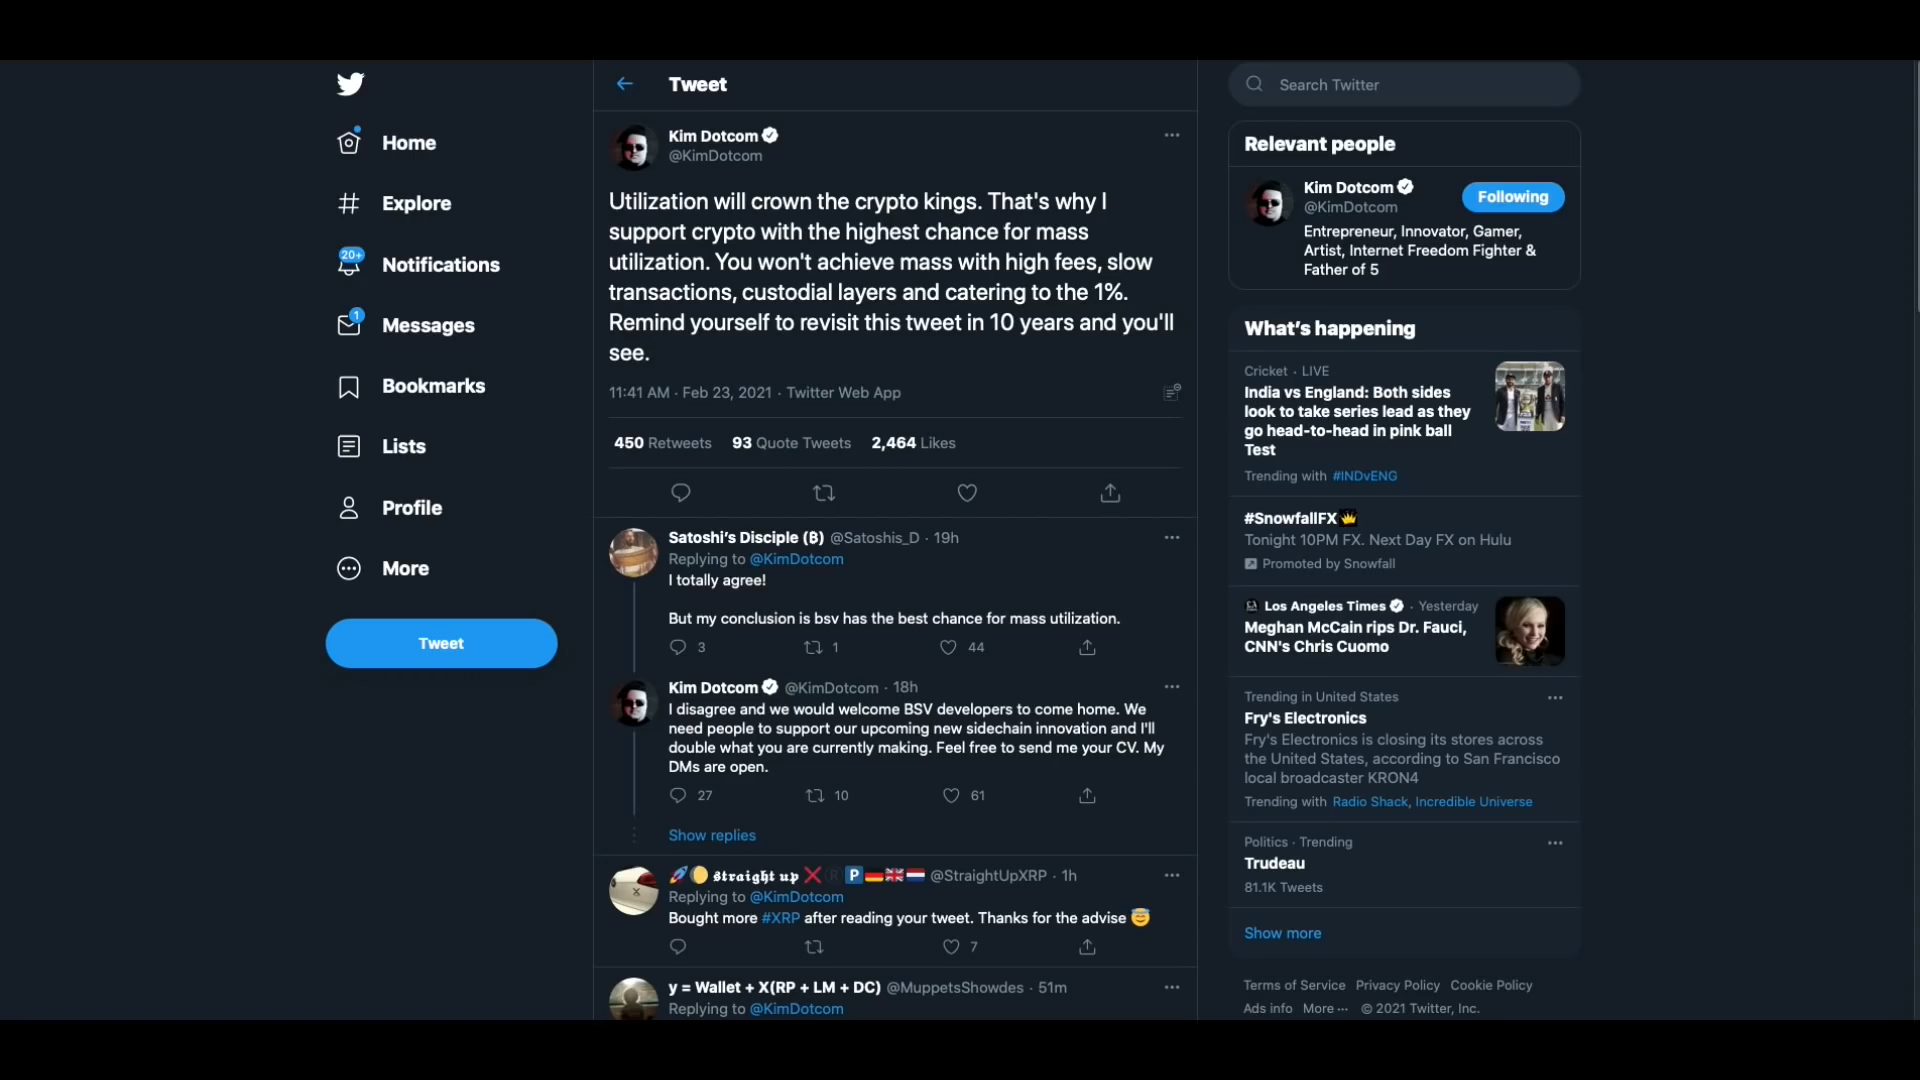 Home
Explore
20+
Notifications
1
Messages
Bookmarks
Lists
Profile
More
Tweet
Tweet
Kim Dotcom
@KimDotcom
Utilization will crown the crypto kings. That's why I
support crypto with the highest chance for mass
utilization. You won't achieve mass with high fees, slow
transactions, custodial layers and catering to the 1%.
Remind yourself to revisit this tweet in 10 years and you'll
see.
11:41 AM · Feb 23, 2021 · Twitter Web App
450 Retweets 93 Quote Tweets 2,464 Likes
Satoshi's Disciple (₿) @Satoshis_D · 19h
Replying to @KimDotcom
I totally agree!
But my conclusion is bsv has the best chance for mass utilization.
3 1 44
Kim Dotcom @KimDotcom · 18h
I disagree and we would welcome BSV developers to come home. We
need people to support our upcoming new sidechain innovation and I'll
double what you are currently making. Feel free to send me your CV. My
DMs are open.
27 10 61
Show replies
🚀🌔 𝖘𝖙𝖗𝖆𝖎𝖌𝖍𝖙 𝖚𝖕 ❌ 🅁 🅿️🇩🇪🇬🇧🇳🇱 @StraightUpXRP · 1h
Replying to @KimDotcom
Bought more #XRP after reading your tweet. Thanks for the advise 😇
7
y = Wallet + X(RP + LM + DC) @MuppetsShowdes · 51m
Replying to @KimDotcom
Search Twitter
Relevant people
Kim Dotcom
@KimDotcom
Following
Entrepreneur, Innovator, Gamer,
Artist, Internet Freedom Fighter &
Father of 5
What's happening
Cricket · LIVE
India vs England: Both sides
look to take series lead as they
go head-to-head in pink ball
Test
Trending with #INDvENG
#SnowfallFX
Tonight 10PM FX. Next Day FX on Hulu
Promoted by Snowfall
Los Angeles Times · Yesterday
Meghan McCain rips Dr. Fauci,
CNN's Chris Cuomo
Trending in United States
Fry's Electronics
Fry's Electronics is closing its stores across
the United States, according to San Francisco
local broadcaster KRON4
Trending with Radio Shack, Incredible Universe
Politics · Trending
Trudeau
81.1K Tweets
Show more
Terms of Service Privacy Policy Cookie Policy
Ads info More ··· © 2021 Twitter, Inc.